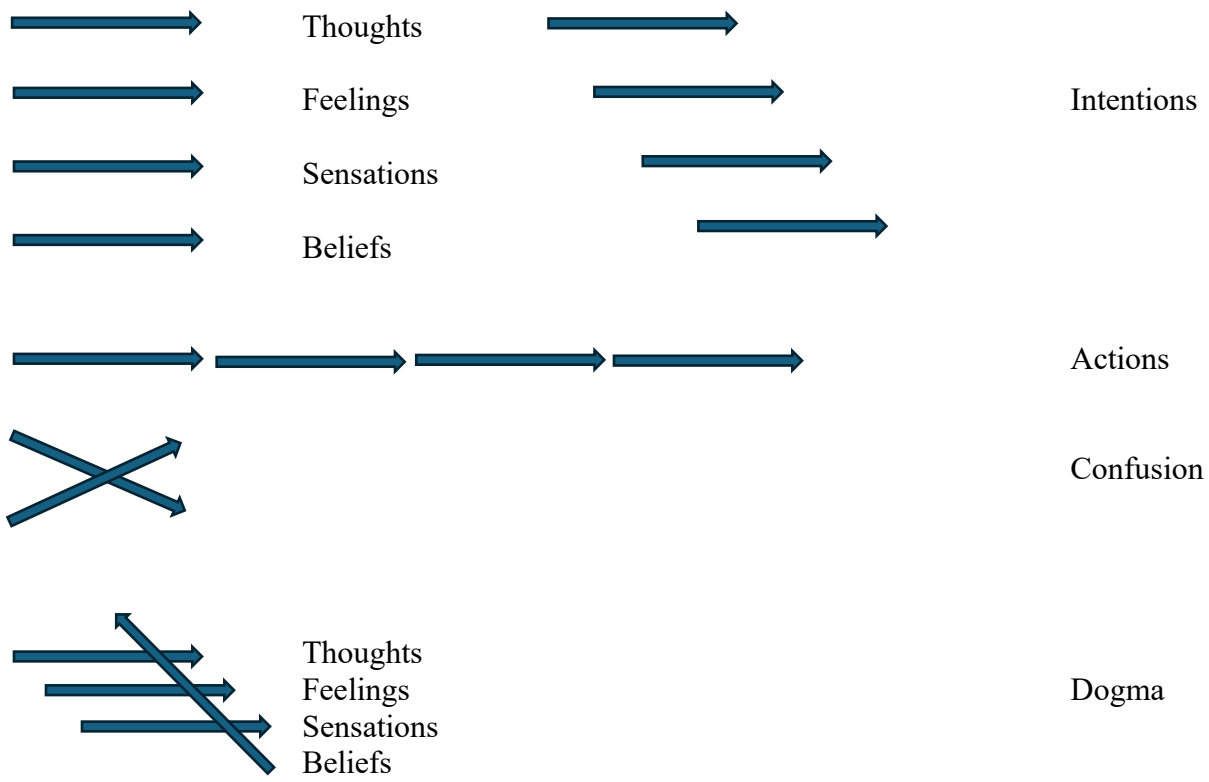 Thoughts
Feelings
Intentions
Sensations
Beliefs
Actions
Confusion
Thoughts
Feelings
Dogma
Sensations
Beliefs